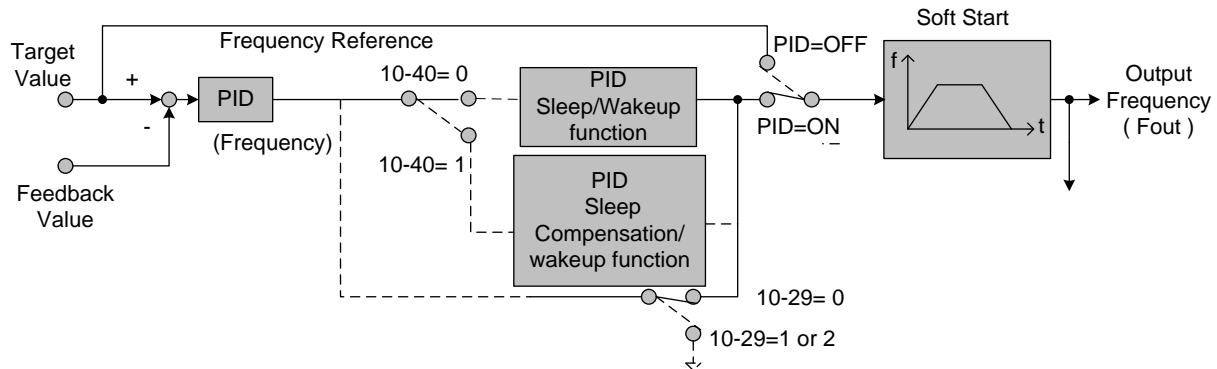 Soft Start
Frequency Reference
PID=OFF
Target
Value
+
-
PID
(Frequency)
10-40= 0
10-40= 1
PID
Sleep/Wakeup
function
PID
Sleep
Compensation/
wakeup function
PID=ON
f
t
Output
Frequency
( Fout )
Feedback
Value
10-29= 0
10-29=1 or 2